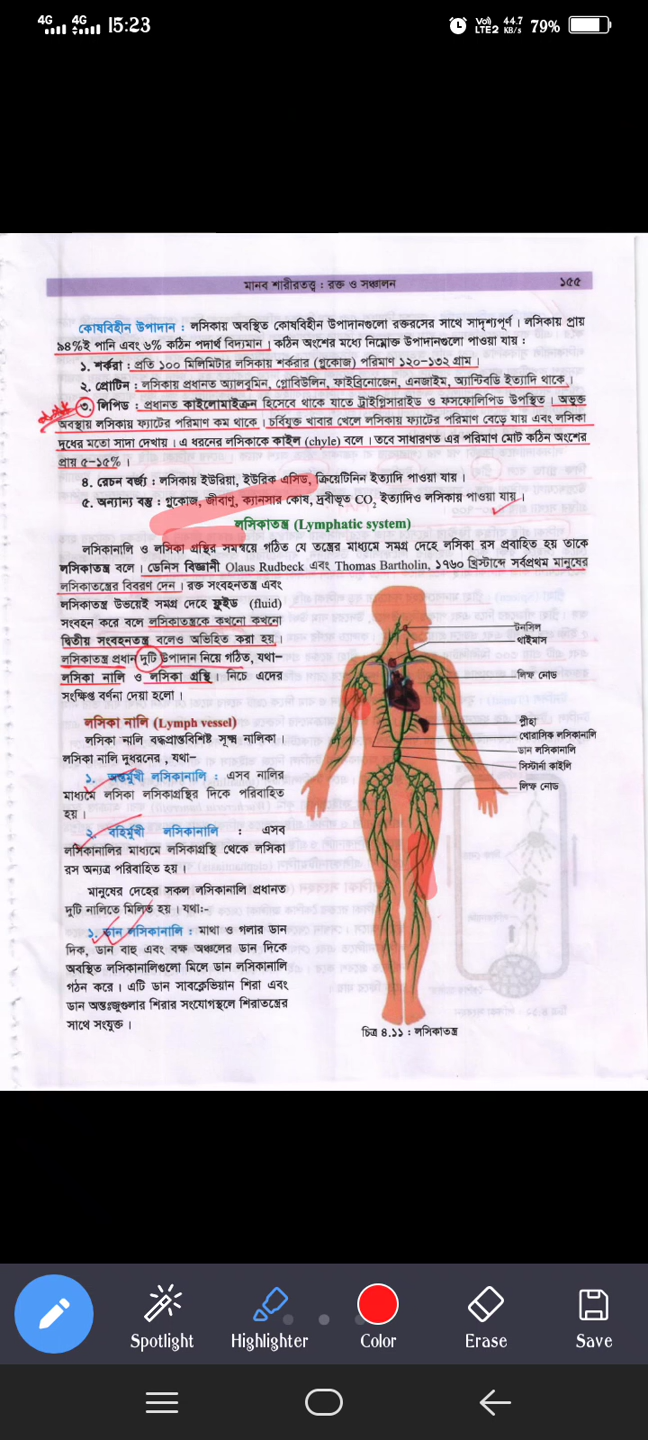 4G 4G 15:23
Vo)) LTE2 44.7 KB/s 79%
মানব শারীরতত্ত্ব : রক্ত ও সঞ্চালন ১৫৫
কোষবিহীন উপাদান : লসিকায় অবস্থিত কোষবিহীন উপাদানগুলো রক্তরসের সাথে সাদৃশ্যপূর্ণ। লসিকায় প্রায়
৯৪%ই পানি এবং ৬% কঠিন পদার্থ বিদ্যমান। কঠিন অংশের মধ্যে নিম্নোক্ত উপাদানগুলো পাওয়া যায় :
১. শর্করা : প্রতি ১০০ মিলিমিটার লসিকায় শর্করার (গ্লুকোজ) পরিমাণ ১২০–১৩২ গ্রাম।
২. প্রোটিন : লসিকায় প্রধানত অ্যালবুমিন, গ্লোবিউলিন, ফাইব্রিনোজেন, এনজাইম, অ্যান্টিবডি ইত্যাদি থাকে।
৩. লিপিড : প্রধানত কাইলোমাইক্রন হিসেবে থাকে যাতে ট্রাইগ্লিসারাইড ও ফসফোলিপিড উপস্থিত। অভুক্ত
অবস্থায় লসিকায় ফ্যাটের পরিমাণ কম থাকে। চর্বিযুক্ত খাবার খেলে লসিকায় ফ্যাটের পরিমাণ বেড়ে যায় এবং লসিকা
দুধের মতো সাদা দেখায়। এ ধরনের লসিকাকে কাইল (chyle) বলে। তবে সাধারণত এর পরিমাণ মোট কঠিন অংশের
প্রায় ৫–১৫%।
৪. রেচন বর্জ্য : লসিকায় ইউরিয়া, ইউরিক এসিড, ক্রিয়েটিনিন ইত্যাদি পাওয়া যায়।
৫. অন্যান্য বস্তু : গ্লুকোজ, জীবাণু, ক্যানসার কোষ, দ্রবীভূত CO₂ ইত্যাদিও লসিকায় পাওয়া যায়।
লসিকাতন্ত্র (Lymphatic system)
লসিকানালি ও লসিকা গ্রন্থির সমন্বয়ে গঠিত যে তন্ত্রের মাধ্যমে সমগ্র দেহে লসিকা রস প্রবাহিত হয় তাকে
লসিকাতন্ত্র বলে। ডেনিস বিজ্ঞানী Olaus Rudbeck এবং Thomas Bartholin, ১৭৬০ খ্রিস্টাব্দে সর্বপ্রথম মানুষের
লসিকাতন্ত্রের বিবরণ দেন। রক্ত সংবহনতন্ত্র এবং
লসিকাতন্ত্র উভয়েই সমগ্র দেহে ফ্লুইড (fluid)
সংবহন করে বলে লসিকাতন্ত্রকে কখনো কখনো
দ্বিতীয় সংবহনতন্ত্র বলেও অভিহিত করা হয়।
লসিকাতন্ত্র প্রধান দুটি উপাদান নিয়ে গঠিত, যথা–
লসিকা নালি ও লসিকা গ্রন্থি। নিচে এদের
সংক্ষিপ্ত বর্ণনা দেয়া হলো।
লসিকা নালি (Lymph vessel)
লসিকা নালি বদ্ধপ্রান্তবিশিষ্ট সূক্ষ্ম নালিকা।
লসিকা নালি দুধরনের, যথা–
১. অন্তর্মুখী লসিকানালি : এসব নালির
মাধ্যমে লসিকা লসিকাগ্রন্থির দিকে পরিবাহিত
হয়।
২. বহির্মুখী লসিকানালি : এসব
লসিকানালির মাধ্যমে লসিকাগ্রন্থি থেকে লসিকা
রস অন্যত্র পরিবাহিত হয়।
মানুষের দেহের সকল লসিকানালি প্রধানত
দুটি নালিতে মিলিত হয়। যথা:-
১. ডান লসিকানালি : মাথা ও গলার ডান
দিক, ডান বাহু এবং বক্ষ অঞ্চলের ডান দিকে
অবস্থিত লসিকানালিগুলো মিলে ডান লসিকানালি
গঠন করে। এটি ডান সাবক্লেভিয়ান শিরা এবং
ডান অন্তঃজুগুলার শিরার সংযোগস্থলে শিরাতন্ত্রের
সাথে সংযুক্ত।
টনসিল
থাইমাস
লিম্ফ নোড
প্লীহা
থোরাসিক লসিকানালি
ডান লসিকানালি
সিস্টার্না কাইলি
লিম্ফ নোড
চিত্র ৪.১১ : লসিকাতন্ত্র
Spotlight
Highlighter
Color
Erase
Save